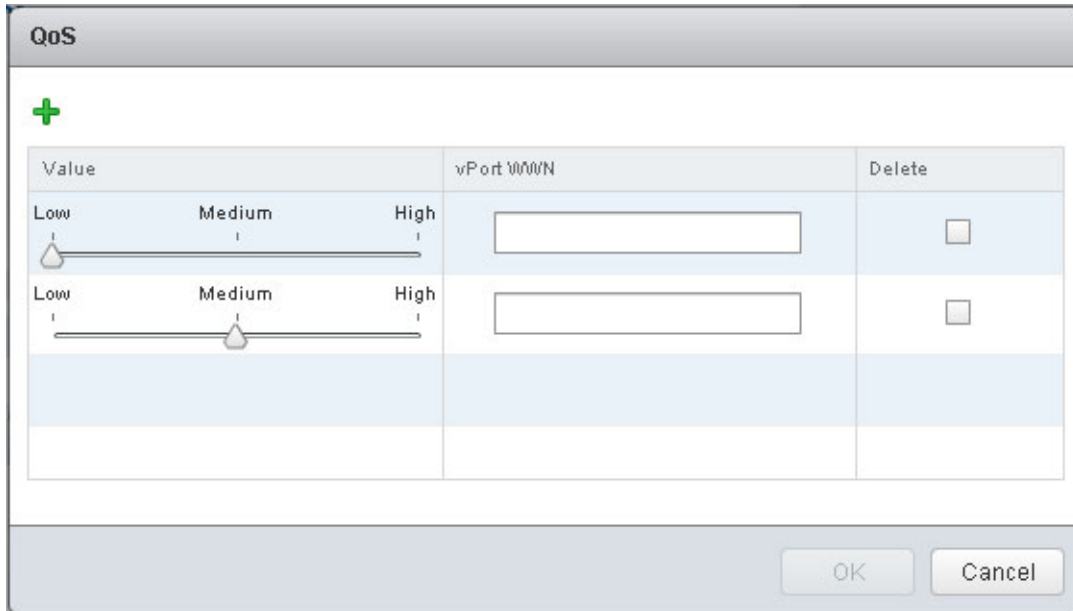 QoS
Value vPort WWN Delete
Low Medium High
Low Medium High
OK Cancel